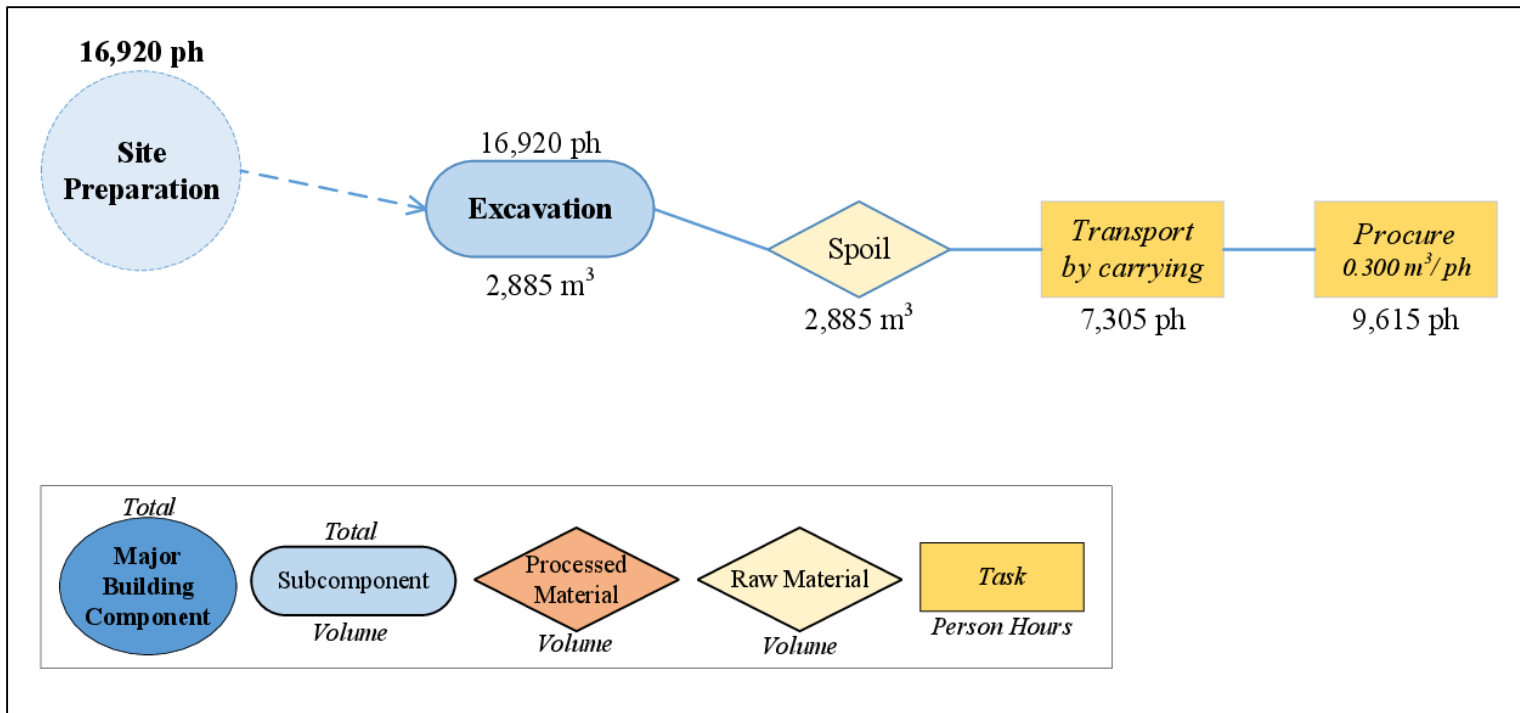 16,920 ph
Site
Preparation
16,920 ph
Excavation
2,885 m³
Spoil
2,885 m³
Transport
by carrying
7,305 ph
Procure
0.300 m³/ ph
9,615 ph
Total
Major
Building
Component
Total
Subcomponent
Volume
Processed
Material
Volume
Raw Material
Volume
Task
Person Hours